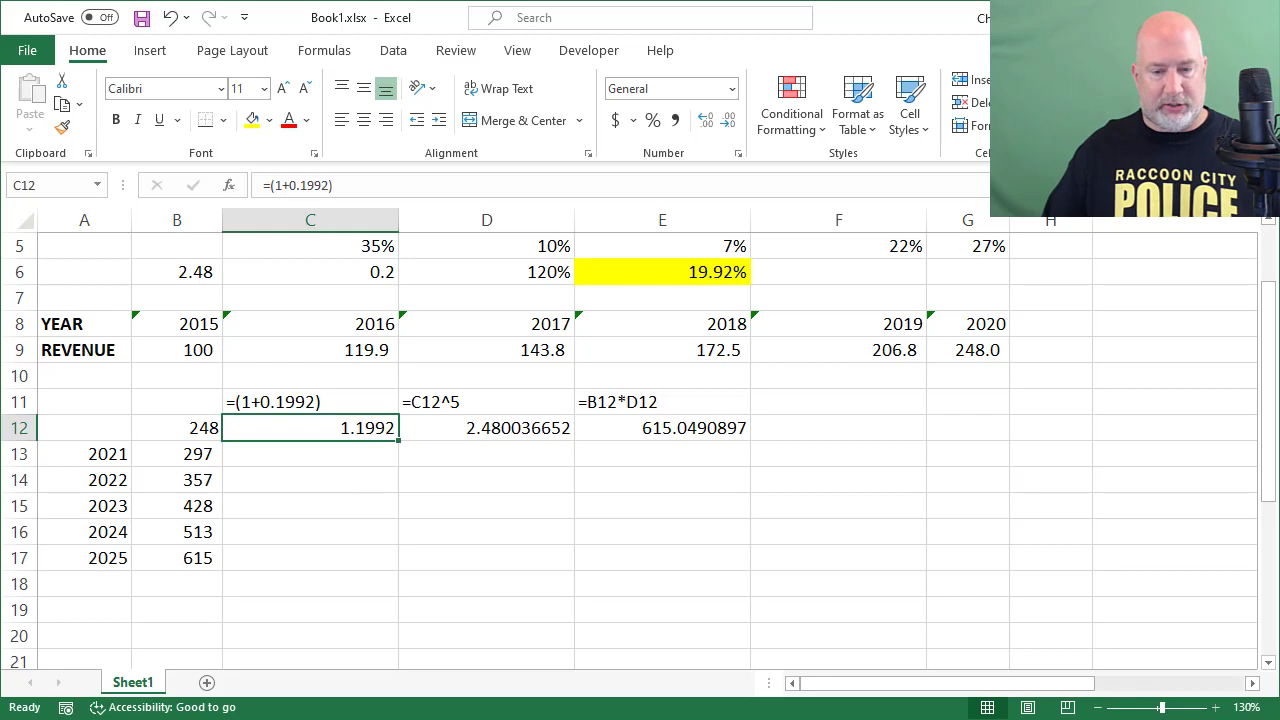 AutoSave Off Book1.xlsx - Excel Search Ch
File Home Insert Page Layout Formulas Data Review View Developer Help
Paste Calibri 11 A A ab Wrap Text General Conditional Formatting Format as Table Cell Styles Inse
B I U A Merge & Center $ % , Del
For
Clipboard Font Alignment Number Styles
C12 fx =(1+0.1992)
RACCOON CITY
POLICE
A B C D E F G H
5 35% 10% 7% 22% 27%
6 2.48 0.2 120% 19.92%
7
8 YEAR 2015 2016 2017 2018 2019 2020
9 REVENUE 100 119.9 143.8 172.5 206.8 248.0
10
11 =(1+0.1992) =C12^5 =B12*D12
12 248 1.1992 2.480036652 615.0490897
13 2021 297
14 2022 357
15 2023 428
16 2024 513
17 2025 615
18
19
20
21
Sheet1
Ready Accessibility: Good to go 130%